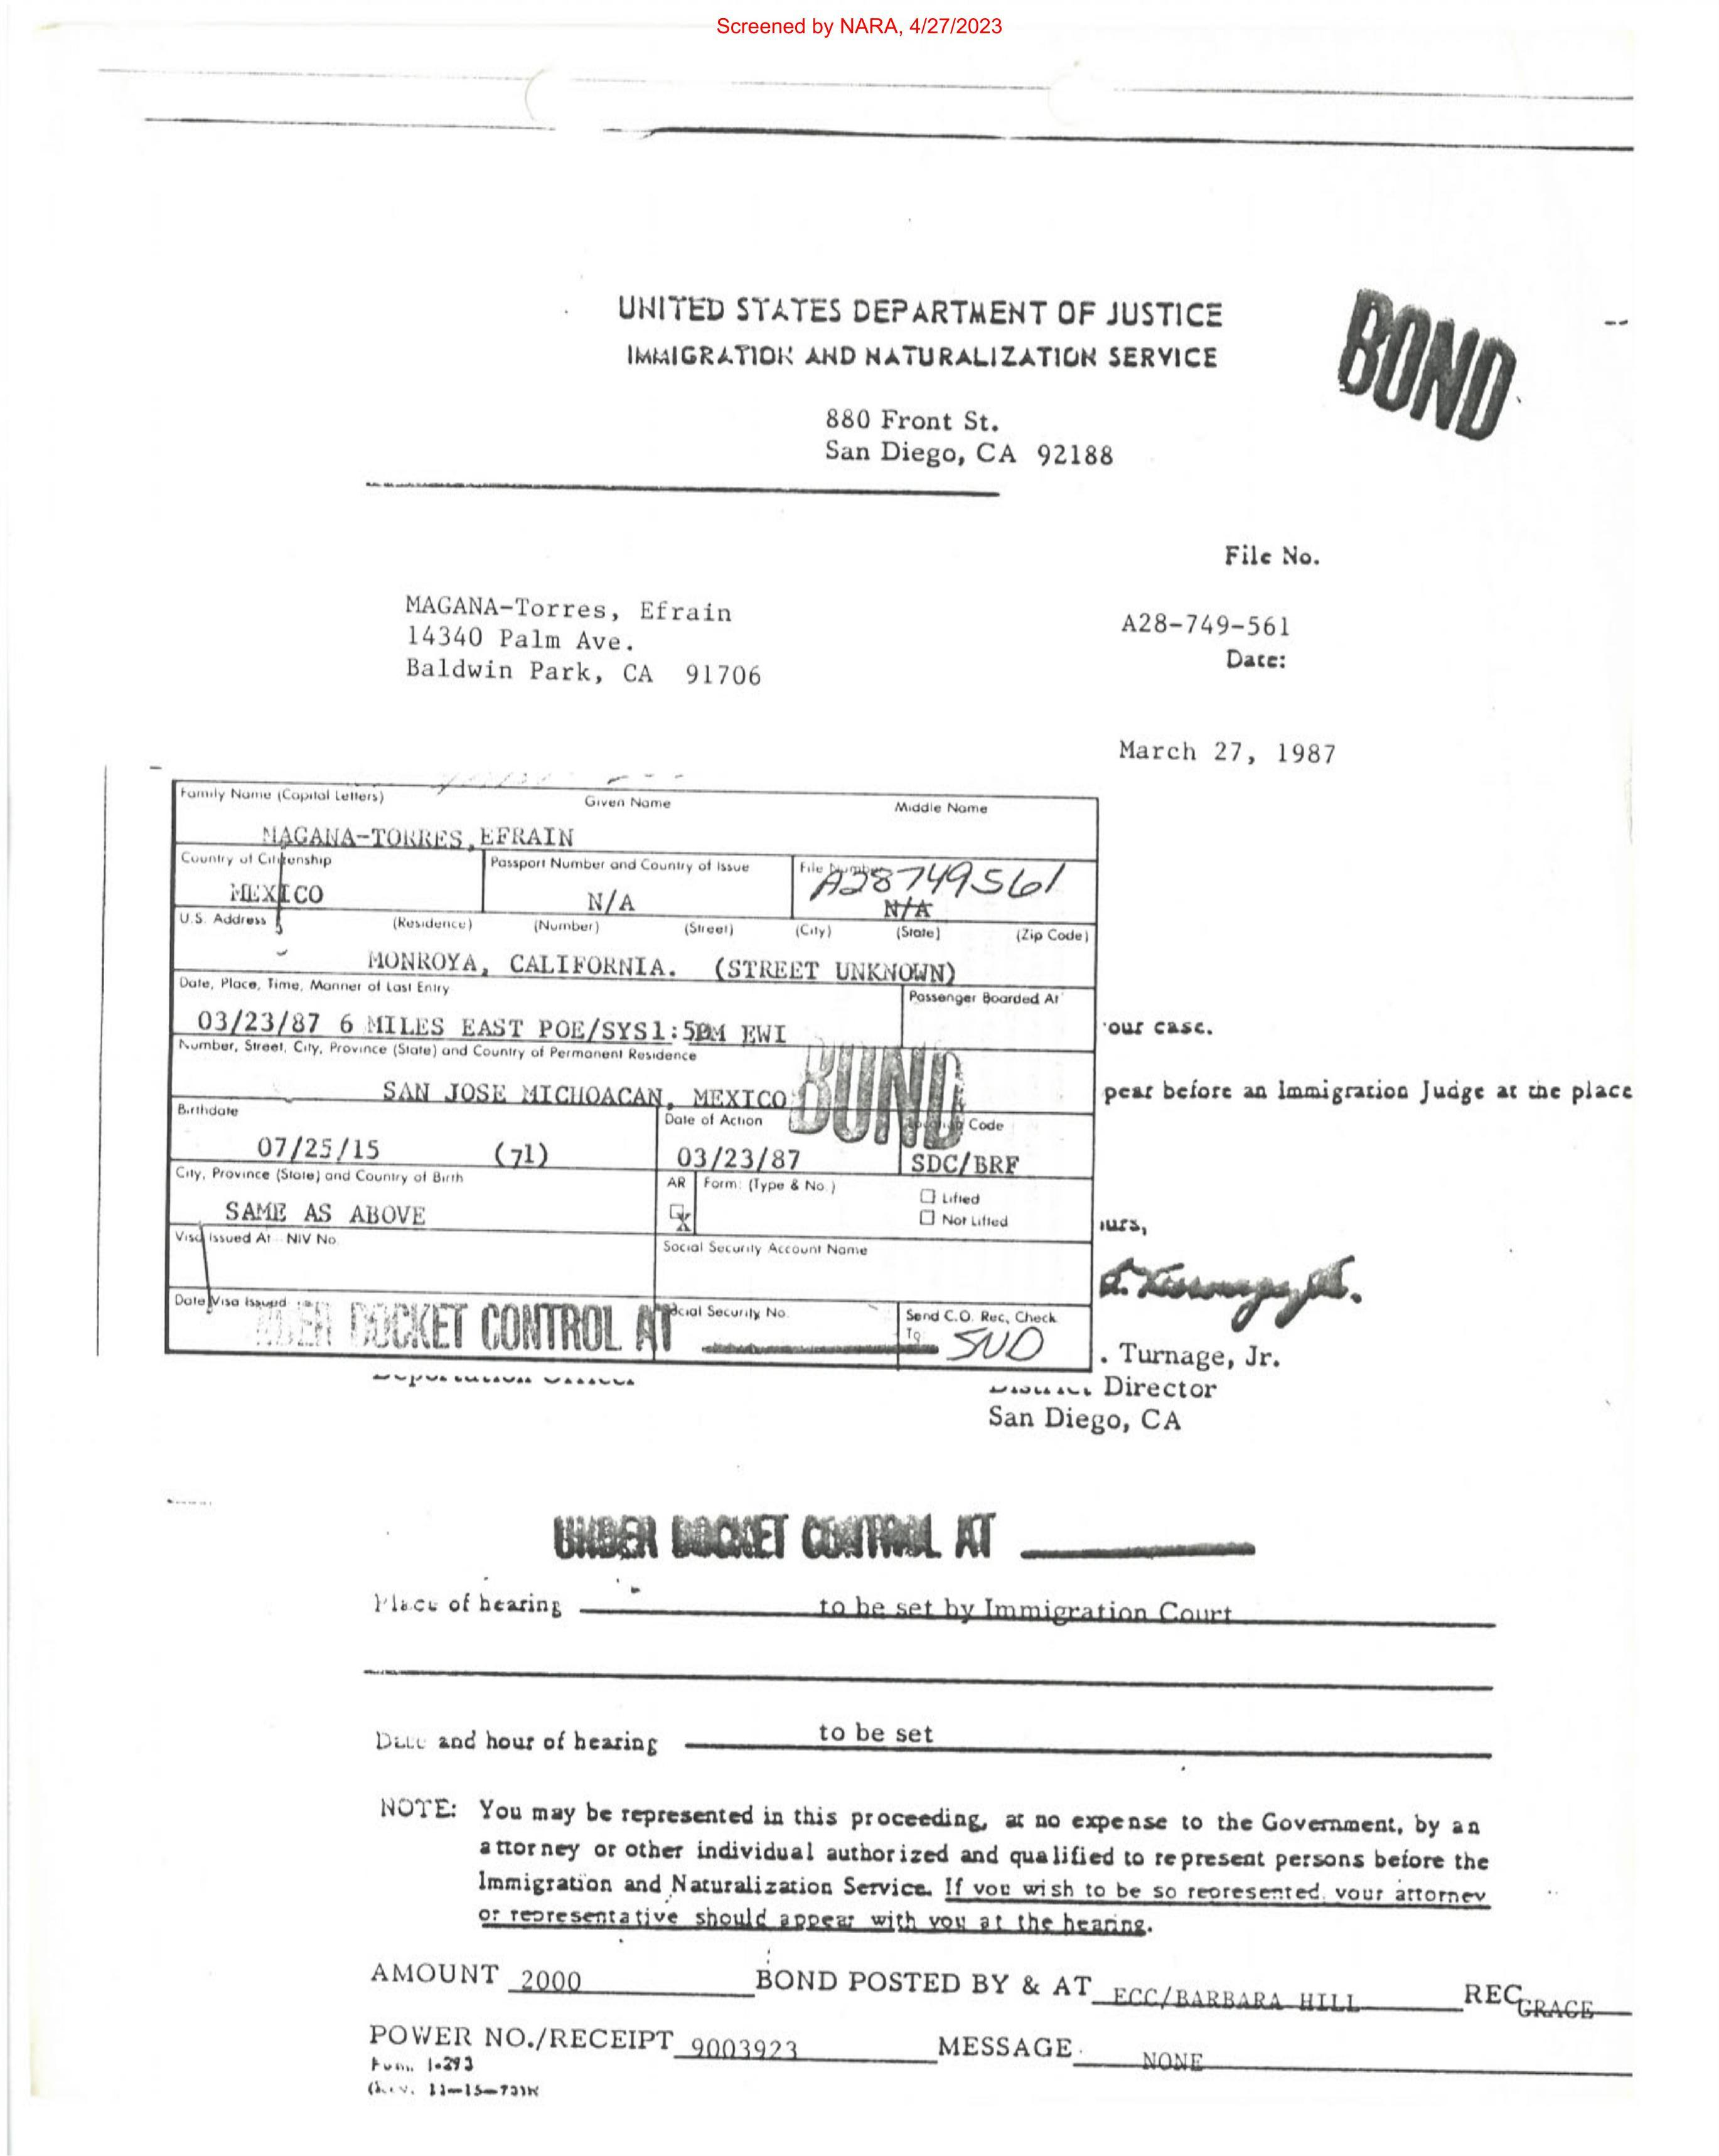 Screened by NARA, 4/27/2023
UNITED STATES DEPARTMENT OF JUSTICE
IMMIGRATION AND NATURALIZATION SERVICE
BOND
880 Front St.
San Diego, CA 92188
File No.
MAGANA-Torres, Efrain
14340 Palm Ave.
Baldwin Park, CA 91706
A28-749-561
Date:
March 27, 1987
Family Name (Capital Letters) Given Name Middle Name
MAGANA-TORRES, EFRAIN
Country of Citizenship Passport Number and Country of Issue File Number
MEXICO N/A A28749561
N/A
U.S. Address (Residence) (Number) (Street) (City) (State) (Zip Code)
MONROYA, CALIFORNIA. (STREET UNKNOWN)
Date, Place, Time, Manner of Last Entry Passenger Boarded At
03/23/87 6 MILES EAST POE/SYS EWI
our case.
Number, Street, City, Province (State) and Country of Permanent Residence
BOND
SAN JOSE MICHOACAN, MEXICO
pear before an Immigration Judge at the place
Birthdate Date of Action Code
07/25/15 (71) 03/23/87 SDC/BRF
City, Province (State) and Country of Birth AR Form: (Type & No.) Lifted
SAME AS ABOVE X Not Lifted
urs,
Visa Issued At - NIV No. Social Security Account Name
Date Visa Issued Social Security No. Send C.O. Rec, Check To
DOCKET CONTROL AT SND
. Turnage, Jr.
Deportation Officer District Director
San Diego, CA
UNDER DOCKET CONTROL AT
Place of hearing to be set by Immigration Court
Date and hour of hearing to be set
NOTE: You may be represented in this proceeding, at no expense to the Government, by an
attorney or other individual authorized and qualified to represent persons before the
Immigration and Naturalization Service. If you wish to be so represented, your attorney
or representative should appear with you at the hearing.
AMOUNT 2000 BOND POSTED BY & AT ECC/BARBARA HILL REC GRACE
POWER NO./RECEIPT 9003923 MESSAGE NONE
Form I-293